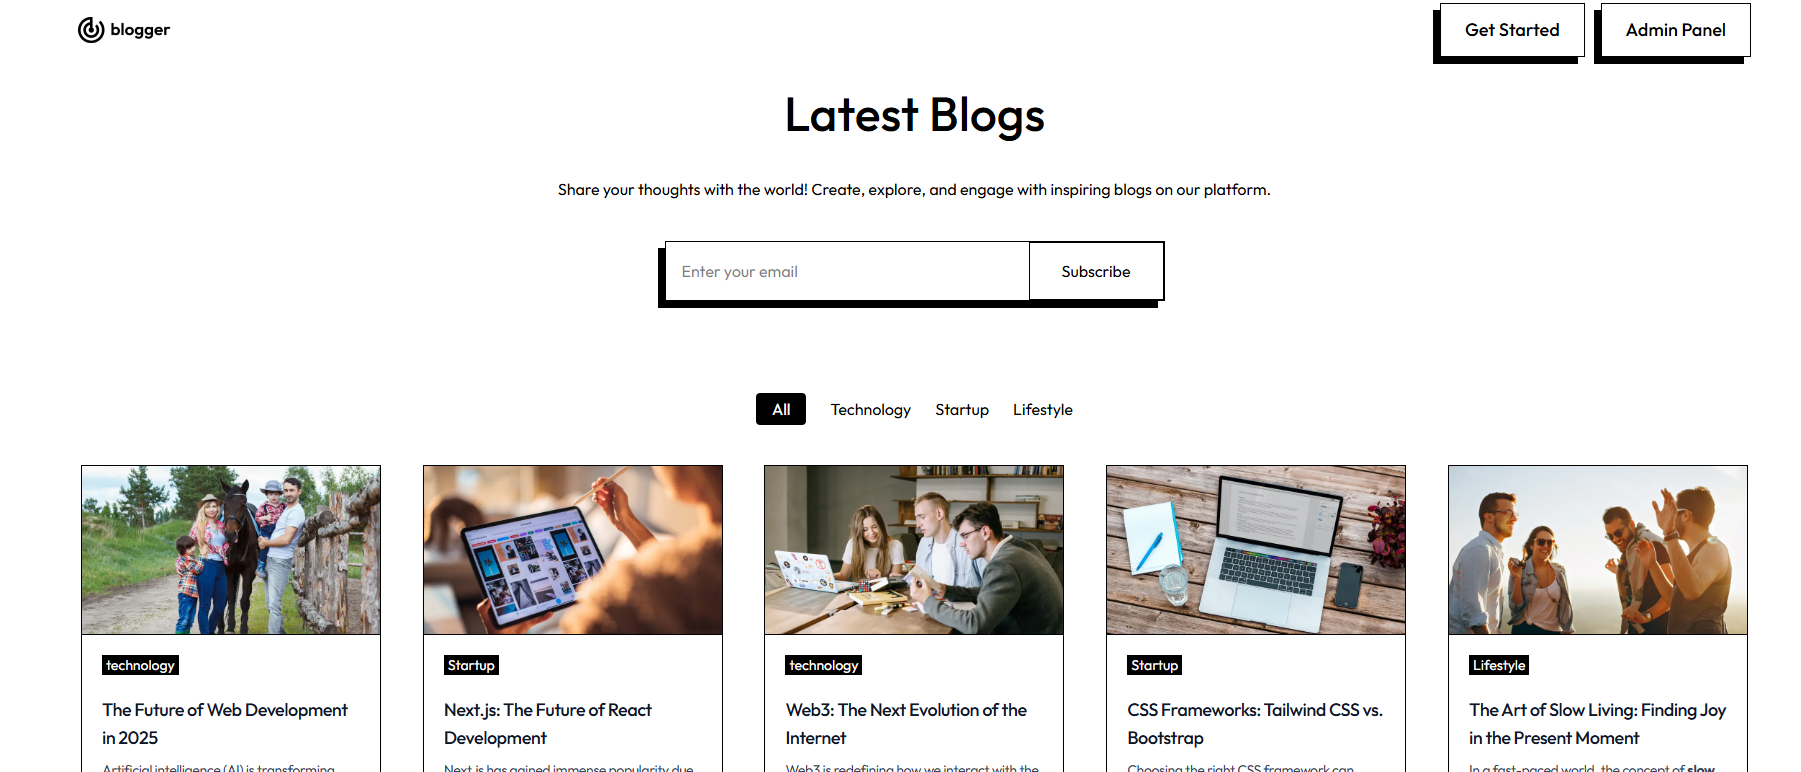 blogger
Get Started
Admin Panel
Latest Blogs
Share your thoughts with the world! Create, explore, and engage with inspiring blogs on our platform.
Enter your email
Subscribe
All
Technology
Startup
Lifestyle
technology
The Future of Web Development
in 2025
Artificial intelligence (AI) is transforming
Startup
Next.js: The Future of React
Development
Next.js has gained immense popularity due
technology
Web3: The Next Evolution of the
Internet
Web3 is redefining how we interact with the
Startup
CSS Frameworks: Tailwind CSS vs.
Bootstrap
Choosing the right CSS framework can
Lifestyle
The Art of Slow Living: Finding Joy
in the Present Moment
In a fast-paced world, the concept of slow